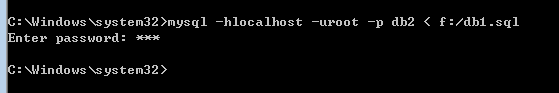 C:\Windows\system32>mysql -hlocalhost -uroot -p db2 < f:/db1.sql
Enter password: ***
C:\Windows\system32>